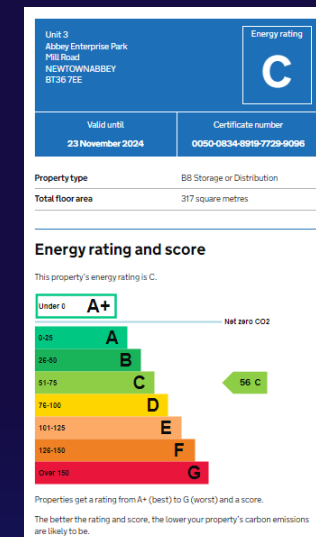 Unit 3
Abbey Enterprise Park
Mill Road
NEWTOWNABBEY
BT36 7EE
Energy rating
C
Valid until
23 November 2024
Certificate number
0050-0834-8919-7729-9096
Property type
B8 Storage or Distribution
Total floor area
317 square metres
Energy rating and score
This property's energy rating is C.
Under 0 A+
Net zero CO2
0-25 A
26-50 B
51-75 C
56 C
76-100 D
101-125 E
126-150 F
Over 150 G
Properties get a rating from A+ (best) to G (worst) and a score.
The better the rating and score, the lower your property's carbon emissions
are likely to be.